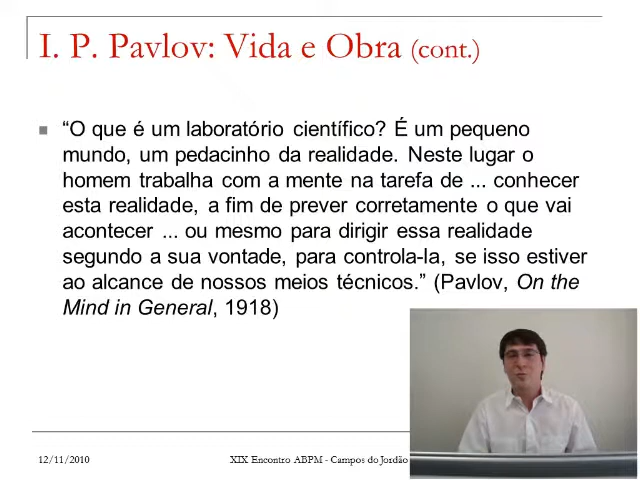 I. P. Pavlov: Vida e Obra (cont.)
“O que é um laboratório científico? É um pequeno
mundo, um pedacinho da realidade. Neste lugar o
homem trabalha com a mente na tarefa de ... conhecer
esta realidade, a fim de prever corretamente o que vai
acontecer ... ou mesmo para dirigir essa realidade
segundo a sua vontade, para controla-la, se isso estiver
ao alcance de nossos meios técnicos.” (Pavlov, On the
Mind in General, 1918)
12/11/2010 XIX Encontro ABPM - Campos do Jordão